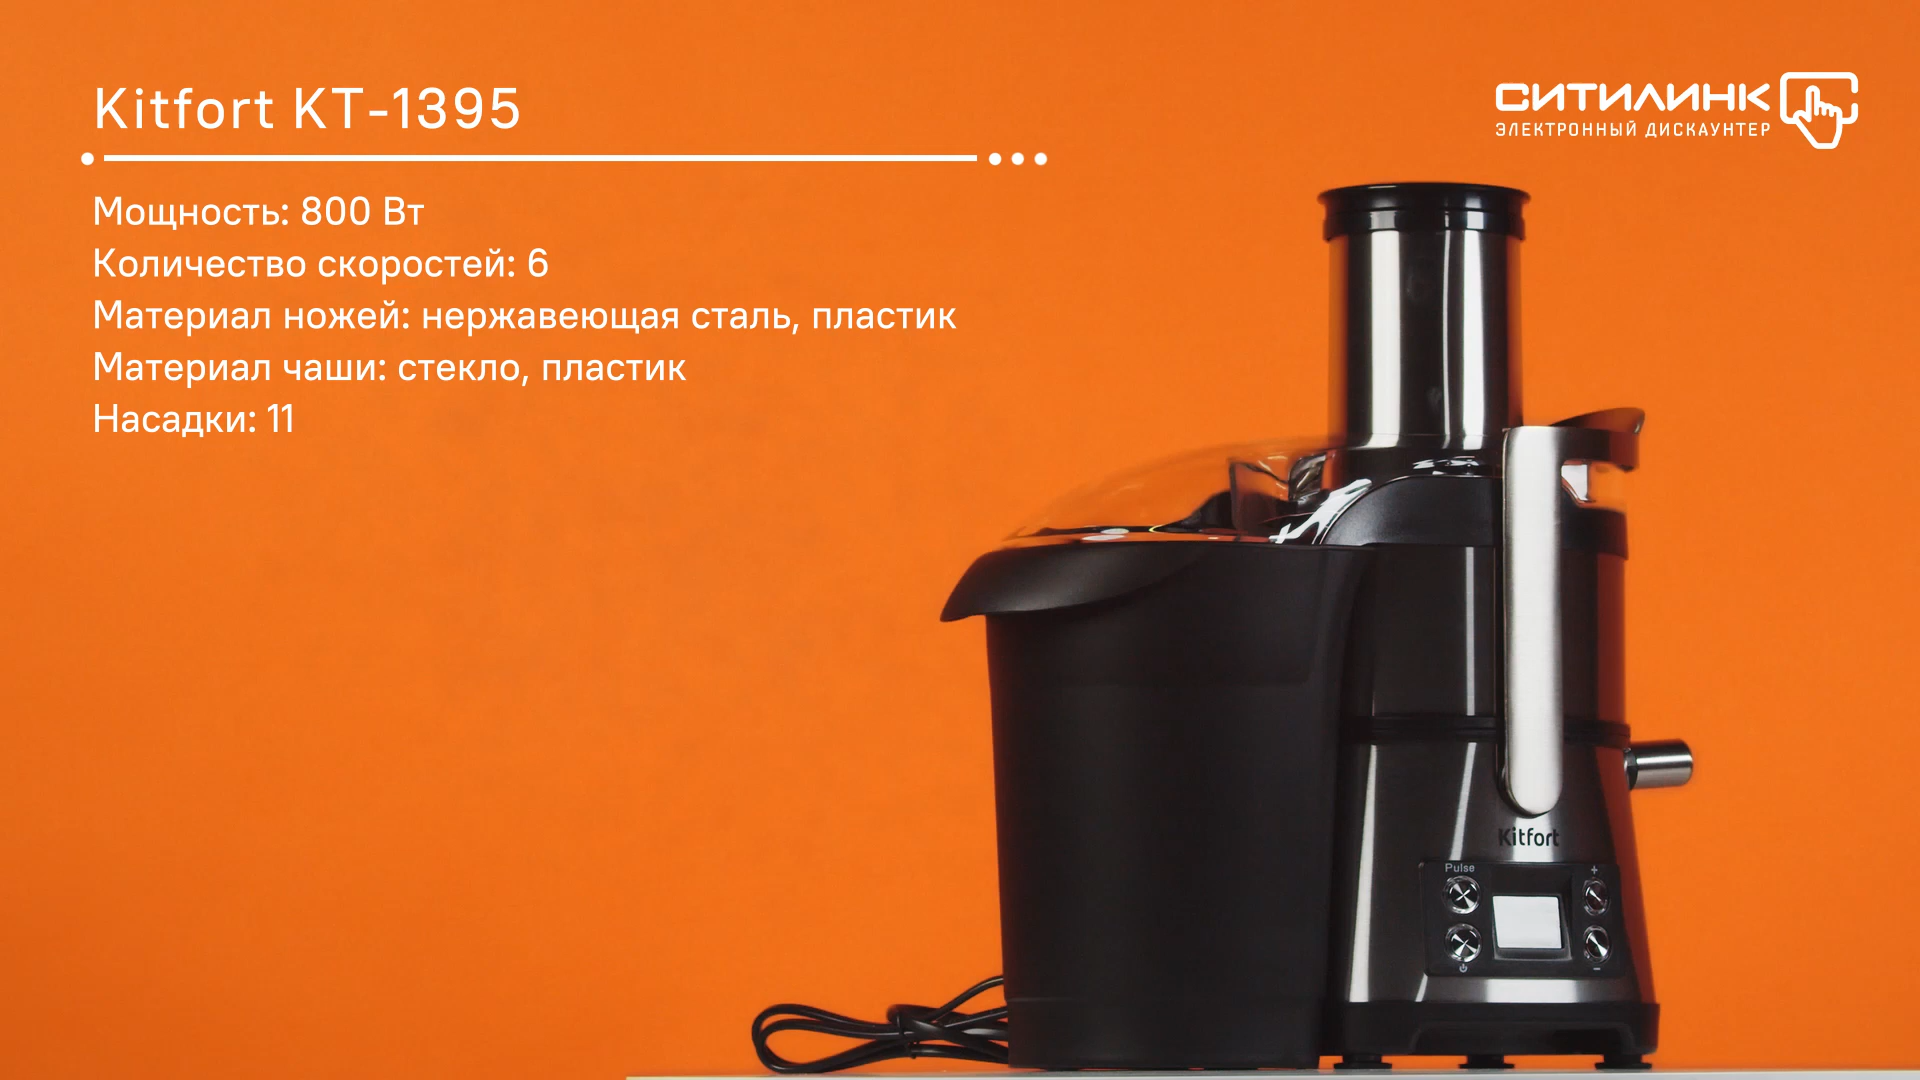 Kitfort KT-1395
СИТИЛИНК
ЭЛЕКТРОННЫЙ ДИСКАУНТЕР
Мощность: 800 Вт
Количество скоростей: 6
Материал ножей: нержавеющая сталь, пластик
Материал чаши: стекло, пластик
Насадки: 11
Kitfort
Pulse
+
−